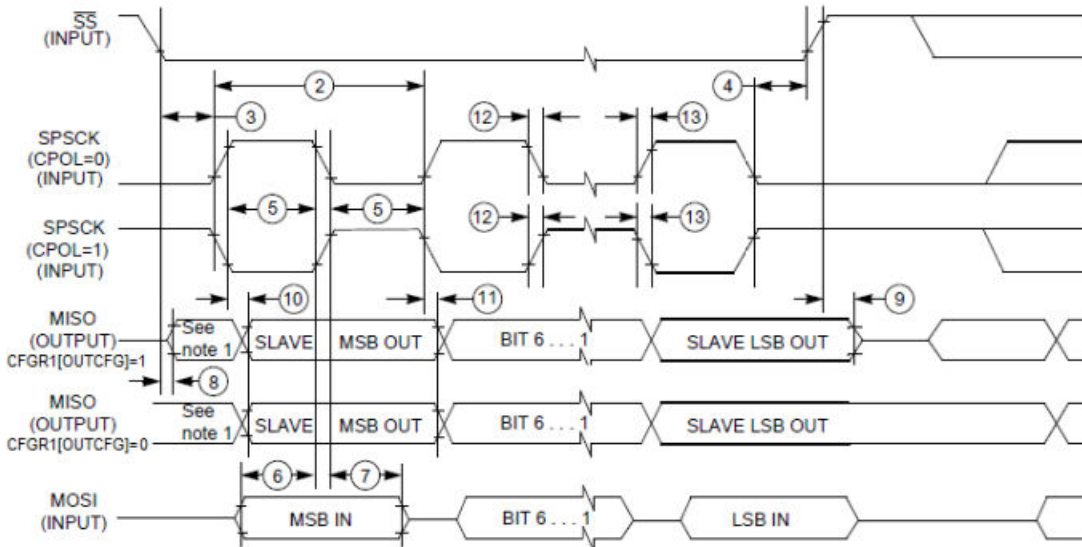 SS
(INPUT)
2
4
3
12
13
SPSCK
(CPOL=0)
(INPUT)
5
5
SPSCK
(CPOL=1)
(INPUT)
12
13
10
11
9
MISO
(OUTPUT)
CFGR1[OUTCFG]=1
See
note 1
SLAVE
MSB OUT
BIT 6 . . . 1
SLAVE LSB OUT
8
MISO
(OUTPUT)
CFGR1[OUTCFG]=0
See
note 1
SLAVE
MSB OUT
BIT 6 . . . 1
SLAVE LSB OUT
6
7
MOSI
(INPUT)
MSB IN
BIT 6 . . . 1
LSB IN